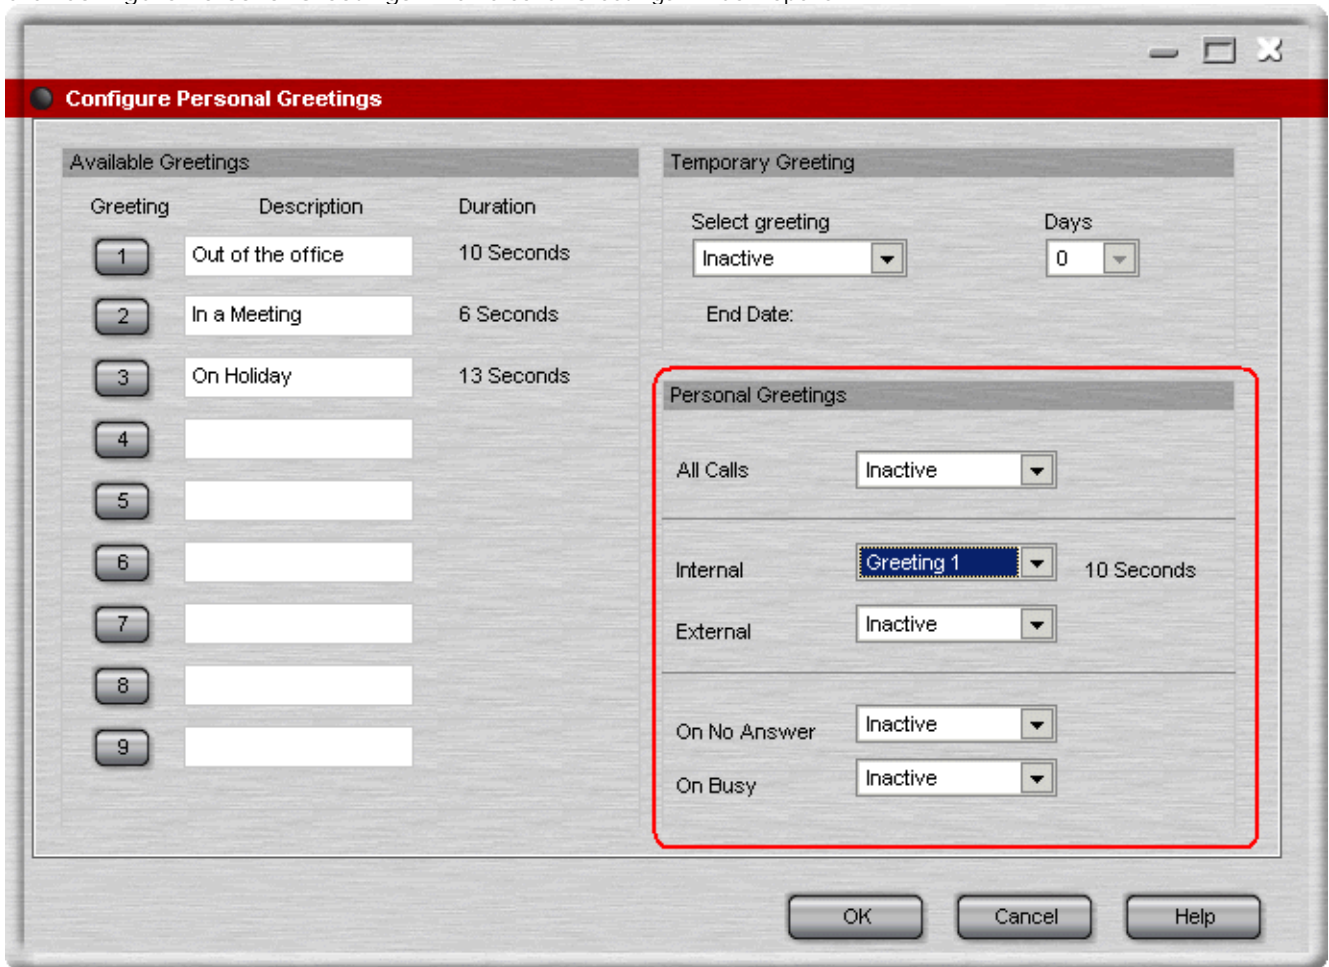 Configure Personal Greetings
Available Greetings
Greeting Description Duration
1 Out of the office 10 Seconds
2 In a Meeting 6 Seconds
3 On Holiday 13 Seconds
4
5
6
7
8
9
Temporary Greeting
Select greeting Days
Inactive 0
End Date:
Personal Greetings
All Calls Inactive
Internal Greeting 1 10 Seconds
External Inactive
On No Answer Inactive
On Busy Inactive
OK Cancel Help